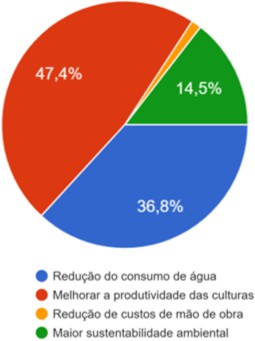 47,4%
14,5%
36,8%
Redução do consumo de água
Melhorar a produtividade das culturas
Redução de custos de mão de obra
Maior sustentabilidade ambiental